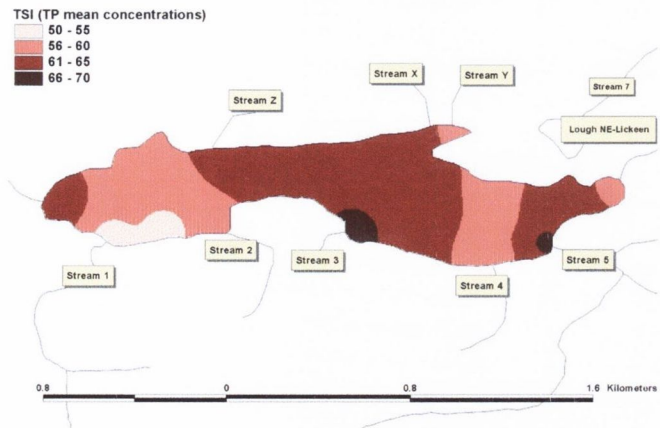 TSI (TP mean concentrations)
50 - 55
56 - 60
61 - 65
66 - 70
Stream X
Stream Y
Stream 7
Stream Z
Lough NE-Lickeen
Stream 1
Stream 2
Stream 3
Stream 4
Stream 5
0.8 0 0.8 1.6 Kilometers